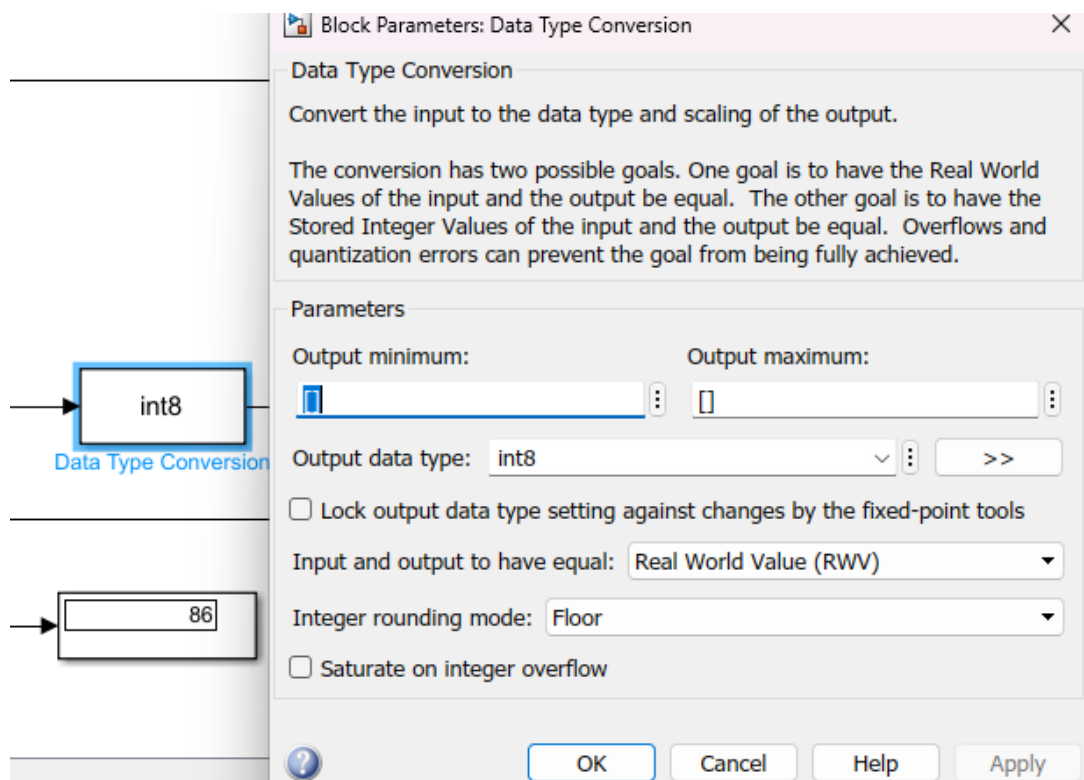 Block Parameters: Data Type Conversion
Data Type Conversion
Convert the input to the data type and scaling of the output.
The conversion has two possible goals. One goal is to have the Real World
Values of the input and the output be equal.  The other goal is to have the
Stored Integer Values of the input and the output be equal.  Overflows and
quantization errors can prevent the goal from being fully achieved.
Parameters
Output minimum:
Output maximum:
[]
[]
Output data type:
int8
>>
Lock output data type setting against changes by the fixed-point tools
Input and output to have equal:
Real World Value (RWV)
Integer rounding mode:
Floor
Saturate on integer overflow
OK
Cancel
Help
Apply
int8
Data Type Conversion
86